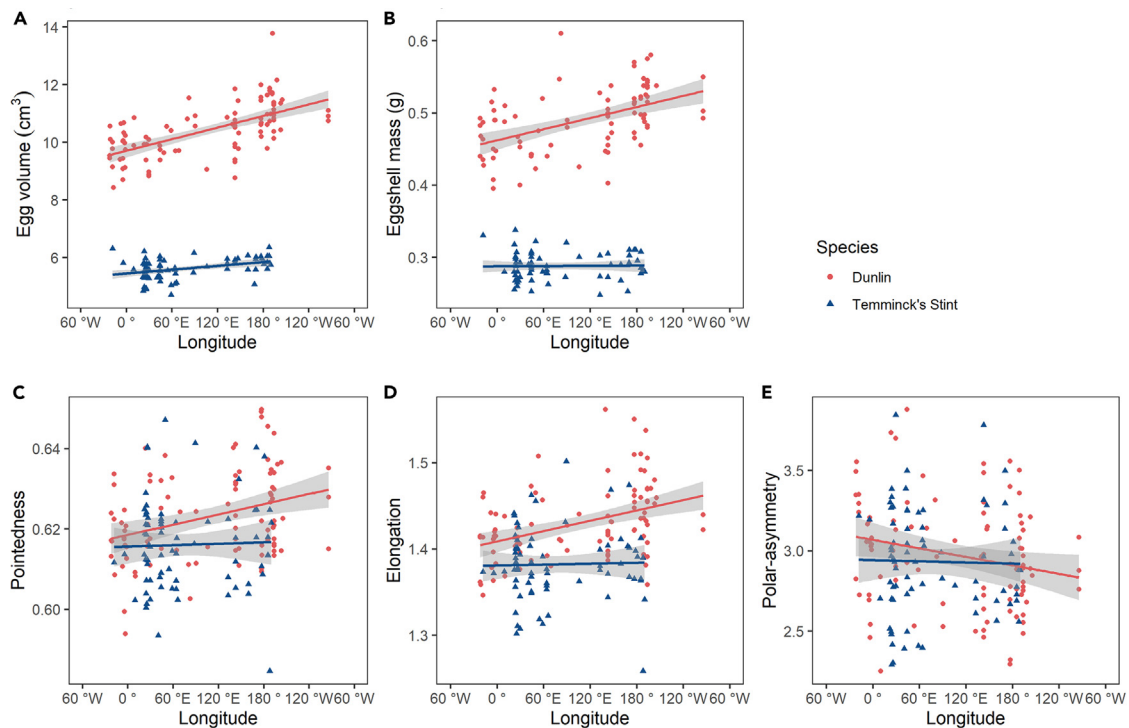 A
Egg volume (cm³)
14
12
10
8
6
60 °W 0 ° 60 °E 120 °E 180 °W 120 °W 60 °W
Longitude
B
Eggshell mass (g)
0.6
0.5
0.4
0.3
0.2
60 °W 0 ° 60 °E 120 °E 180 °W 120 °W 60 °W
Longitude
Species
Dunlin
Temminck's Stint
C
Pointedness
0.64
0.62
0.60
60 °W 0 ° 60 °E 120 °E 180 °W 120 °W 60 °W
Longitude
D
Elongation
1.5
1.4
1.3
60 °W 0 ° 60 °E 120 °E 180 °W 120 °W 60 °W
Longitude
E
Polar-asymmetry
3.5
3.0
2.5
60 °W 0 ° 60 °E 120 °E 180 °W 120 °W 60 °W
Longitude